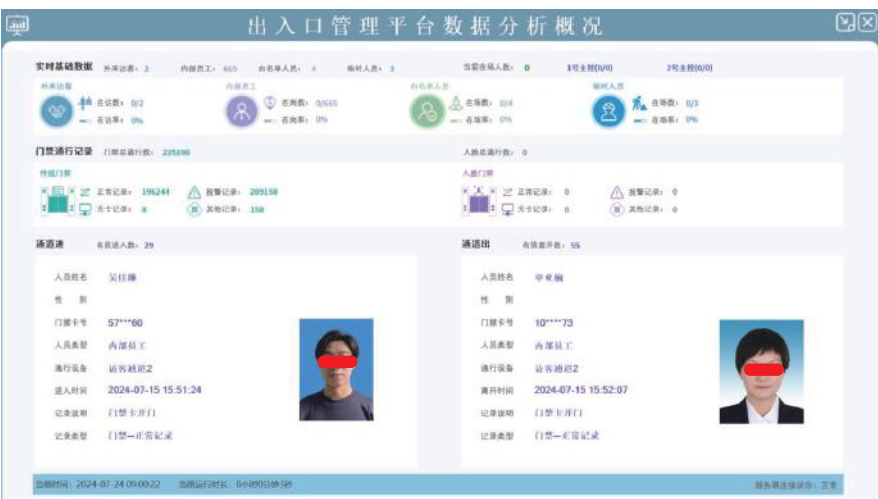 出入口管理平台数据分析概况
实时基础数据 外来访客: 2 内部员工: 665 白名单人员: 4 临时人员: 3 当前在场人数: 0 1号主控(0/0) 2号主控(0/0)
外来访客 内部员工 白名单人员 临时人员
在访数: 0/2 在岗数: 0/665 在场数: 0/4 在场数: 0/3
在访率: 0% 在岗率: 0% 在场率: 0% 在场率: 0%
门禁通行记录 门禁总通行数: 225190 人脸总通行数: 0
性能门禁 人脸门禁
正常记录: 196244 报警记录: 289158 正常记录: 0 报警记录: 0
无卡记录: 8 其他记录: 158 无卡记录: 0 其他记录: 0
通道进 有效进入数: 29 通道出 有效离开数: 55
人员姓名 吴佳臻 人员姓名 申亚楠
性 别 性 别
门禁卡号 57***60 门禁卡号 10****73
人员类型 内部员工 人员类型 内部员工
通行设备 访客通道2 通行设备 访客通道2
进入时间 2024-07-15 15:51:24 离开时间 2024-07-15 15:52:07
记录说明 门禁卡开门 记录说明 门禁卡开门
记录类型 门禁—正常记录 记录类型 门禁—正常记录
当前时间: 2024-07-24 09:00:22 当前运行时长: 0小时0分钟5秒 服务器连接状态: 正常